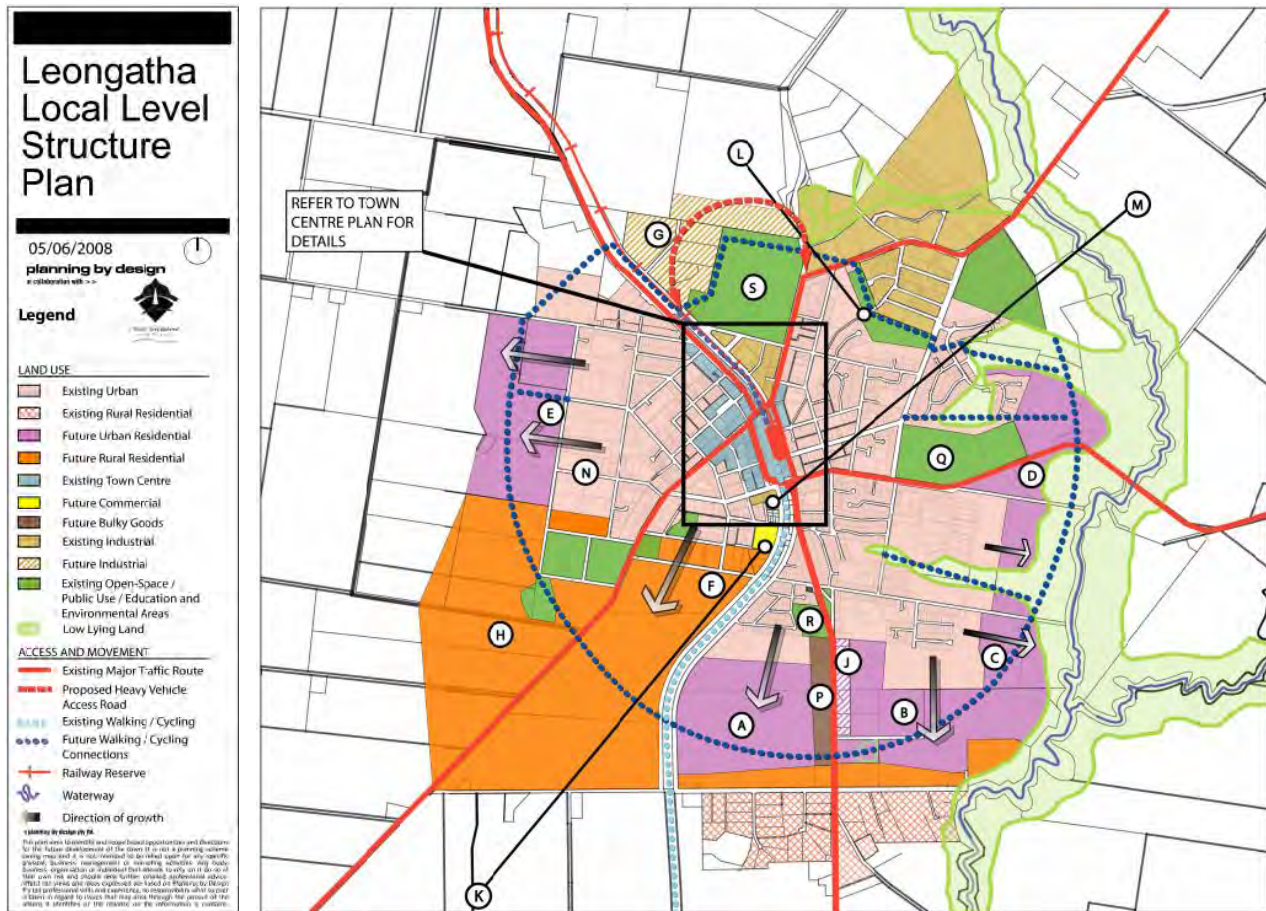 Leongatha
Local Level
Structure
Plan
05/06/2008
planning by design
in collaboration with > >
Legend
LAND USE
Existing Urban
Existing Rural Residential
Future Urban Residential
Future Rural Residential
Existing Town Centre
Future Commercial
Future Bulky Goods
Existing Industrial
Future Industrial
Existing Open-Space /
Public Use / Education and
Environmental Areas
Low Lying Land
ACCESS AND MOVEMENT
Existing Major Traffic Route
Proposed Heavy Vehicle
Access Road
Existing Walking / Cycling
Future Walking / Cycling
Connections
Railway Reserve
Waterway
Direction of growth
REFER TO TOWN
CENTRE PLAN FOR
DETAILS
L
M
G
S
E
N
Q
D
F
H
R
J
C
P
A
B
K